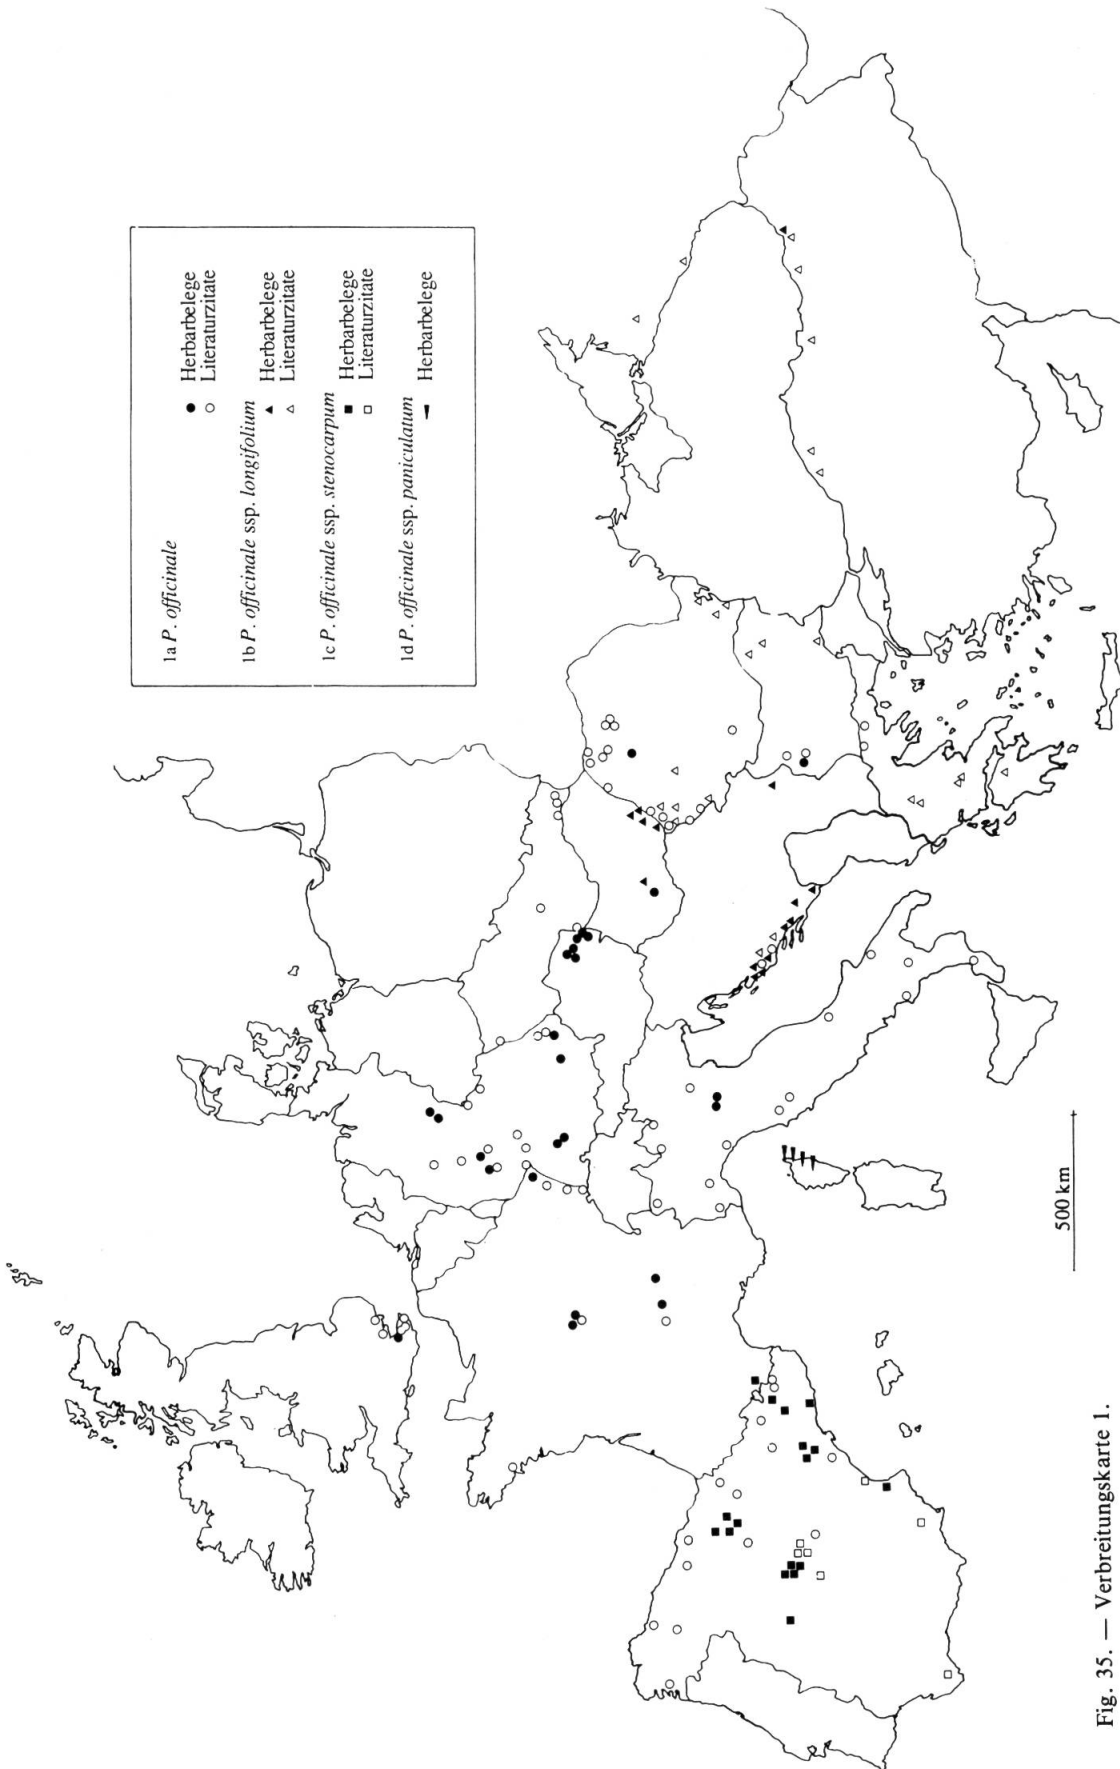 1a P. officinale
● Herbarbelege
○ Literaturzitate
1b P. officinale ssp. longifolium
▲ Herbarbelege
△ Literaturzitate
1c P. officinale ssp. stenocarpum
■ Herbarbelege
□ Literaturzitate
1d P. officinale ssp. paniculatum
Herbarbelege
500 km
Fig. 35. — Verbreitungskarte 1.